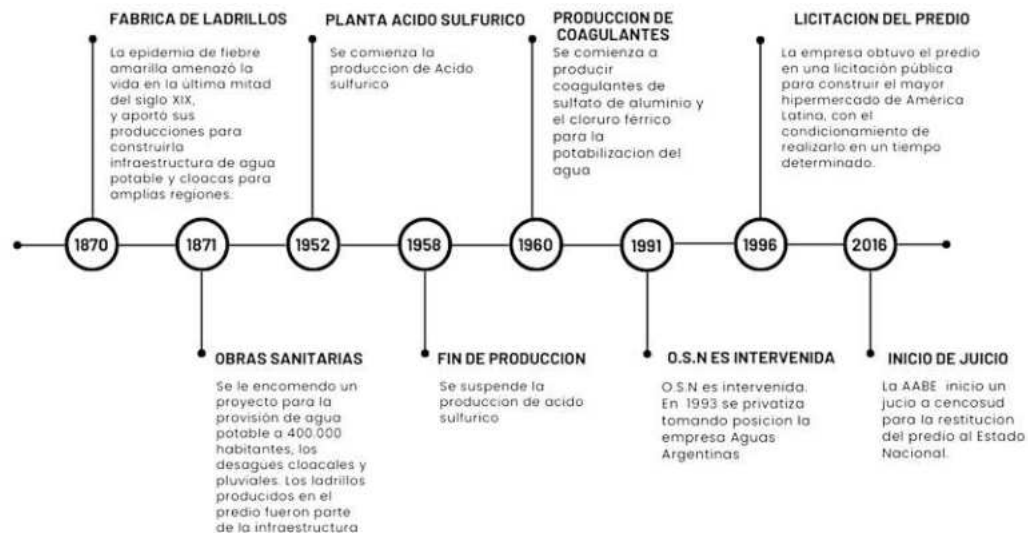 FABRICA DE LADRILLOS
La epidemia de fiebre
amarilla amenazó la
vida en la última mitad
del siglo XIX,
y aportó sus
producciones para
construirla
infraestructura de agua
potable y cloacas para
amplias regiones.
PLANTA ACIDO SULFURICO
Se comienza la
produccion de Acido
sulfurico
PRODUCCION DE
COAGULANTES
Se comienza a
producir
coagulantes de
sulfato de aluminio y
el cloruro férrico
para la
potabilizacion del
agua
LICITACION DEL PREDIO
La empresa obtuvo el predio
en una licitación pública
para construir el mayor
hipermercado de América
Latina, con el
condicionamiento de
realizarlo en un tiempo
determinado.
1870
1871
1952
1958
1960
1991
1996
2016
OBRAS SANITARIAS
Se le encomendo un
proyecto para la
provisión de agua
potable a 400.000
habitantes, los
desagues cloacales y
pluviales. Los ladrillos
producidos en el
predio fueron parte
de la infraestructura
FIN DE PRODUCCION
Se suspende la
produccion de acido
sulfurico
O.S.N ES INTERVENIDA
O.S.N es intervenida.
En 1993 se privatiza
tomando posicion la
empresa Aguas
Argentinas
INICIO DE JUICIO
La AABE inicio un
jucio a cencosud
para la restitucion
del predio al Estado
Nacional.